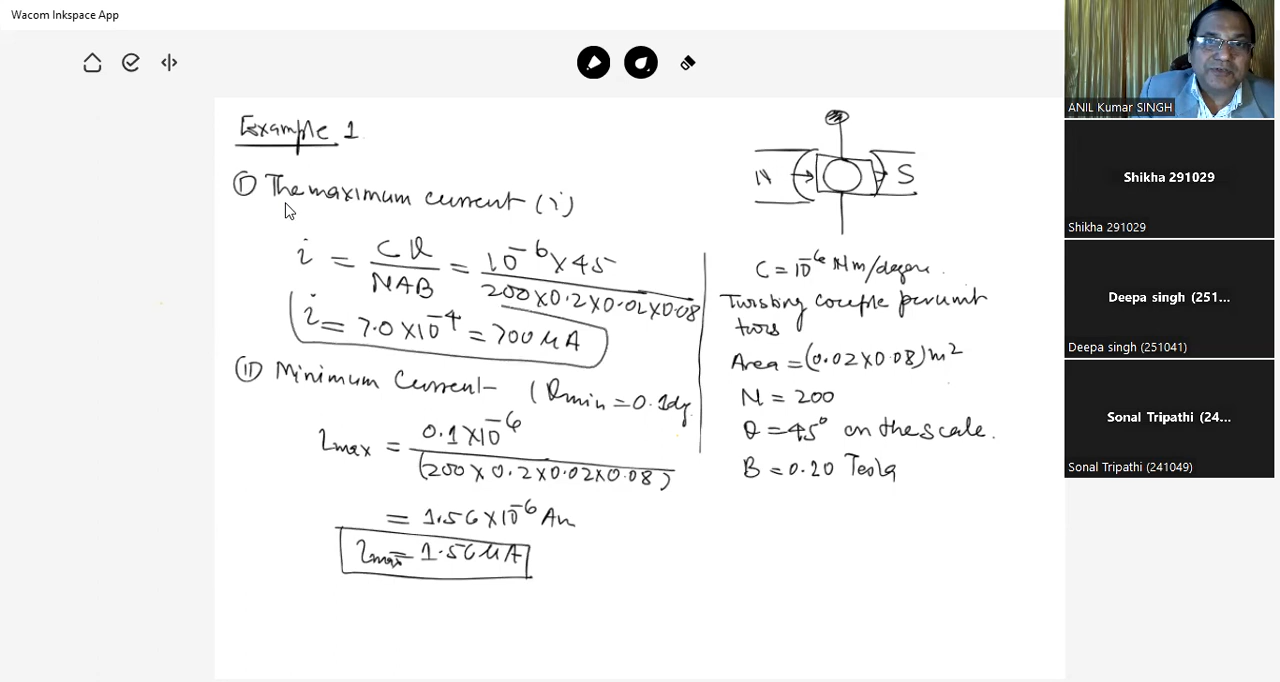 Wacom Inkspace App
ANIL Kumar SINGH
Shikha 291029
Shikha 291029
Deepa singh (251...
Deepa singh (251041)
Sonal Tripathi (24...
Sonal Tripathi (241049)
Example 1
① The maximum current (i)
i = Cθ / NAB = 10⁻⁶ × 45 / 200 × 0.2 × 0.02 × 0.08
i = 7.0 × 10⁻⁴ = 700 μA
② Minimum Current – (θmin = 0.1 deg.
imax = 0.1 × 10⁻⁶ / (200 × 0.2 × 0.02 × 0.08)
= 1.56 × 10⁻⁶ Am
imax = 1.56 μA
N S
C = 10⁻⁶ Nm/degree.
Twisting couple per unit
twis
Area = (0.02 × 0.08) m²
N = 200
θ = 45° on the scale.
B = 0.20 Tesla